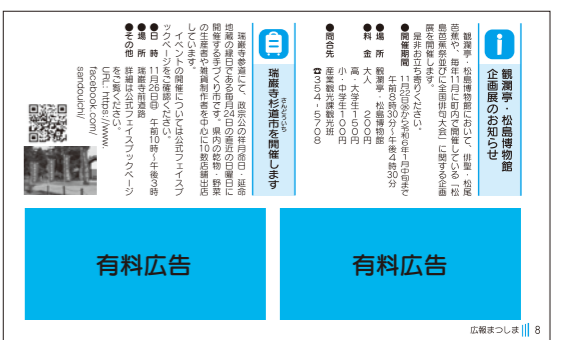 観瀾亭・松島博物館
企画展のお知らせ
観瀾亭・松島博物館において、俳聖・松尾
芭蕉や、毎年11月に町内で開催している「松
島芭蕉祭並びに全国俳句大会」に関する企画
展を開催します。
是非お立ち寄りください。
●開催期間 11月2日㊍から令和6年1月中旬まで
午前8時30分～午後4時30分
●場 所 観瀾亭・松島博物館
●料 金 大人 200円
高・大学生150円
小・中学生100円
●問合先 産業観光課観光班
☎354-5708
瑞巌寺杉道市を開催します
さんどういち
瑞巌寺参道にて、政宗公の祥月命日・延命
地蔵の縁日である毎月24日の直近の日曜日に
開催する手づくり市です。県内の乾物・野菜
の生産者や雑貨制作者を中心に10数店舗出店
しています。
イベントの開催については公式フェイスブ
ックページをご確認ください。
●日 時 11月26日㊐ 午前10時～午後3時
●場 所 瑞巌寺前道路
●その他 詳細は公式フェイスブックページ
をご覧ください。
URL：https://www.
facebook.com/
sandouichi/
有料広告
有料広告
広報まつしま 8